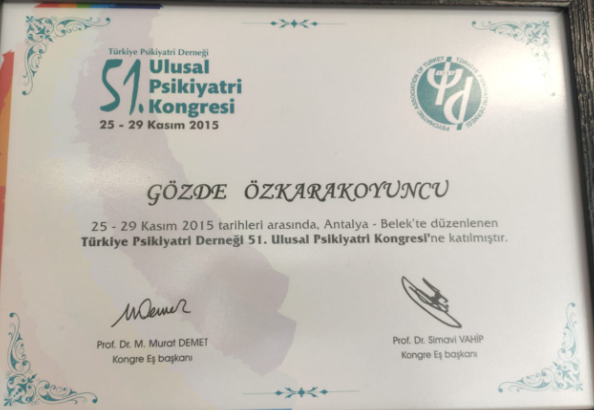 Türkiye Psikiyatri Derneği
51. Ulusal
Psikiyatri
Kongresi
25 - 29 Kasım 2015
GÖZDE ÖZKARAKOYUNCU
25 - 29 Kasım 2015 tarihleri arasında, Antalya - Belek'te düzenlenen
Türkiye Psikiyatri Derneği 51. Ulusal Psikiyatri Kongresi'ne katılmıştır.
Prof. Dr. M. Murat DEMET
Kongre Eş başkanı
Prof. Dr. Simavi VAHİP
Kongre Eş başkanı